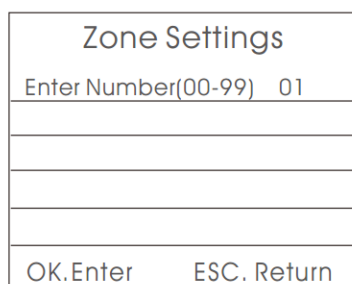 Zone Settings
Enter Number(00-99) 01
OK.Enter ESC. Return